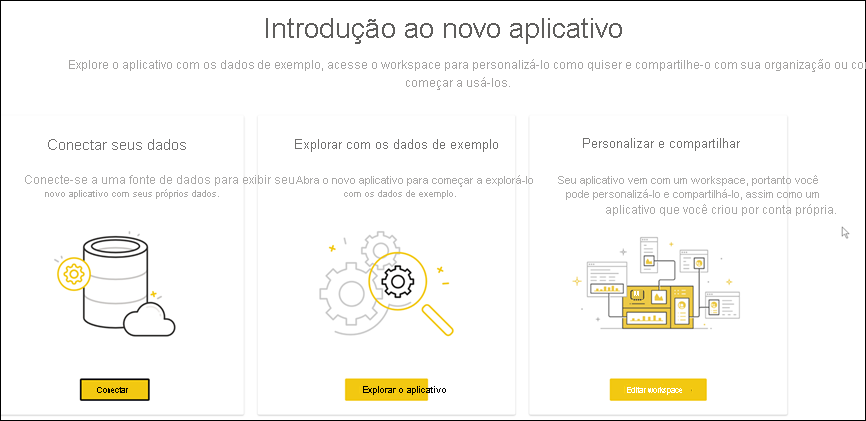 Introdução ao novo aplicativo
Explore o aplicativo com os dados de exemplo, acesse o workspace para personalizá-lo como quiser e compartilhe-o com sua organização ou co
começar a usá-los.
Conectar seus dados
Conecte-se a uma fonte de dados para exibir seu
novo aplicativo com seus próprios dados.
Conectar
Explorar com os dados de exemplo
Abra o novo aplicativo para começar a explorá-lo
com os dados de exemplo.
Explorar o aplicativo
Personalizar e compartilhar
Seu aplicativo vem com um workspace, portanto você
pode personalizá-lo e compartilhá-lo, assim como um
aplicativo que você criou por conta própria.
Editar workspace